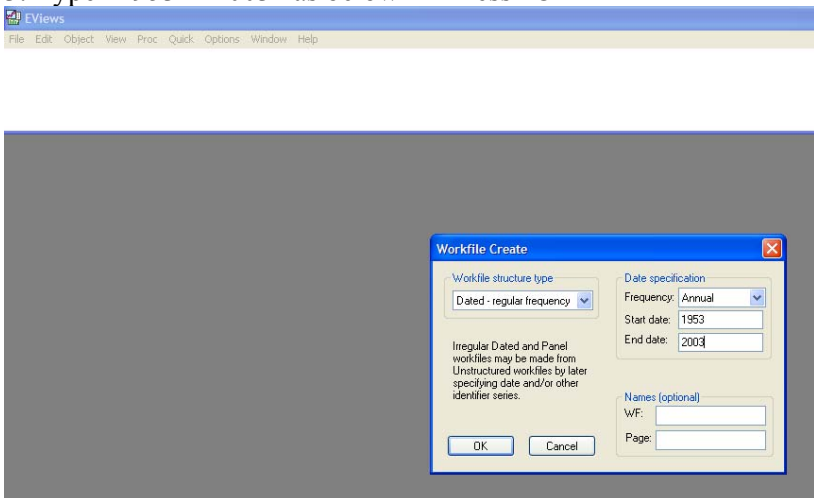 EViews
File Edit Object View Proc Quick Options Window Help
Workfile Create
Workfile structure type
Dated - regular frequency
Irregular Dated and Panel
workfiles may be made from
Unstructured workfiles by later
specifying date and/or other
identifier series.
OK Cancel
Date specification
Frequency: Annual
Start date: 1953
End date: 2003
Names (optional)
WF:
Page: